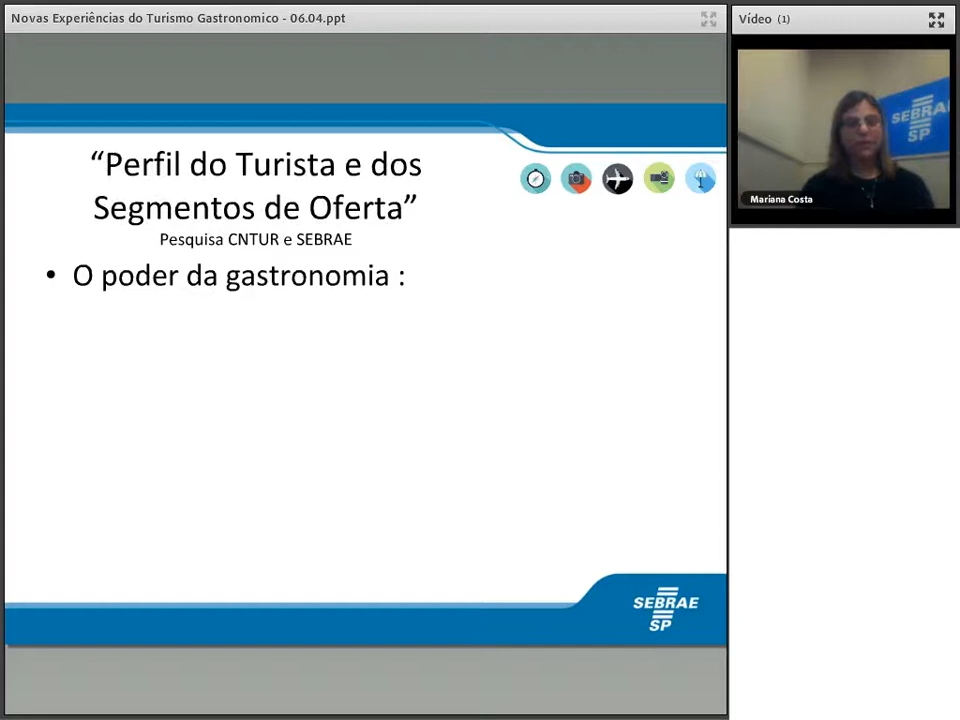 Novas Experiências do Turismo Gastronomico - 06.04.ppt
Vídeo (1)
SEBRAE
SP
Mariana Costa
“Perfil do Turista e dos
Segmentos de Oferta”
Pesquisa CNTUR e SEBRAE
• O poder da gastronomia :
SEBRAE
SP